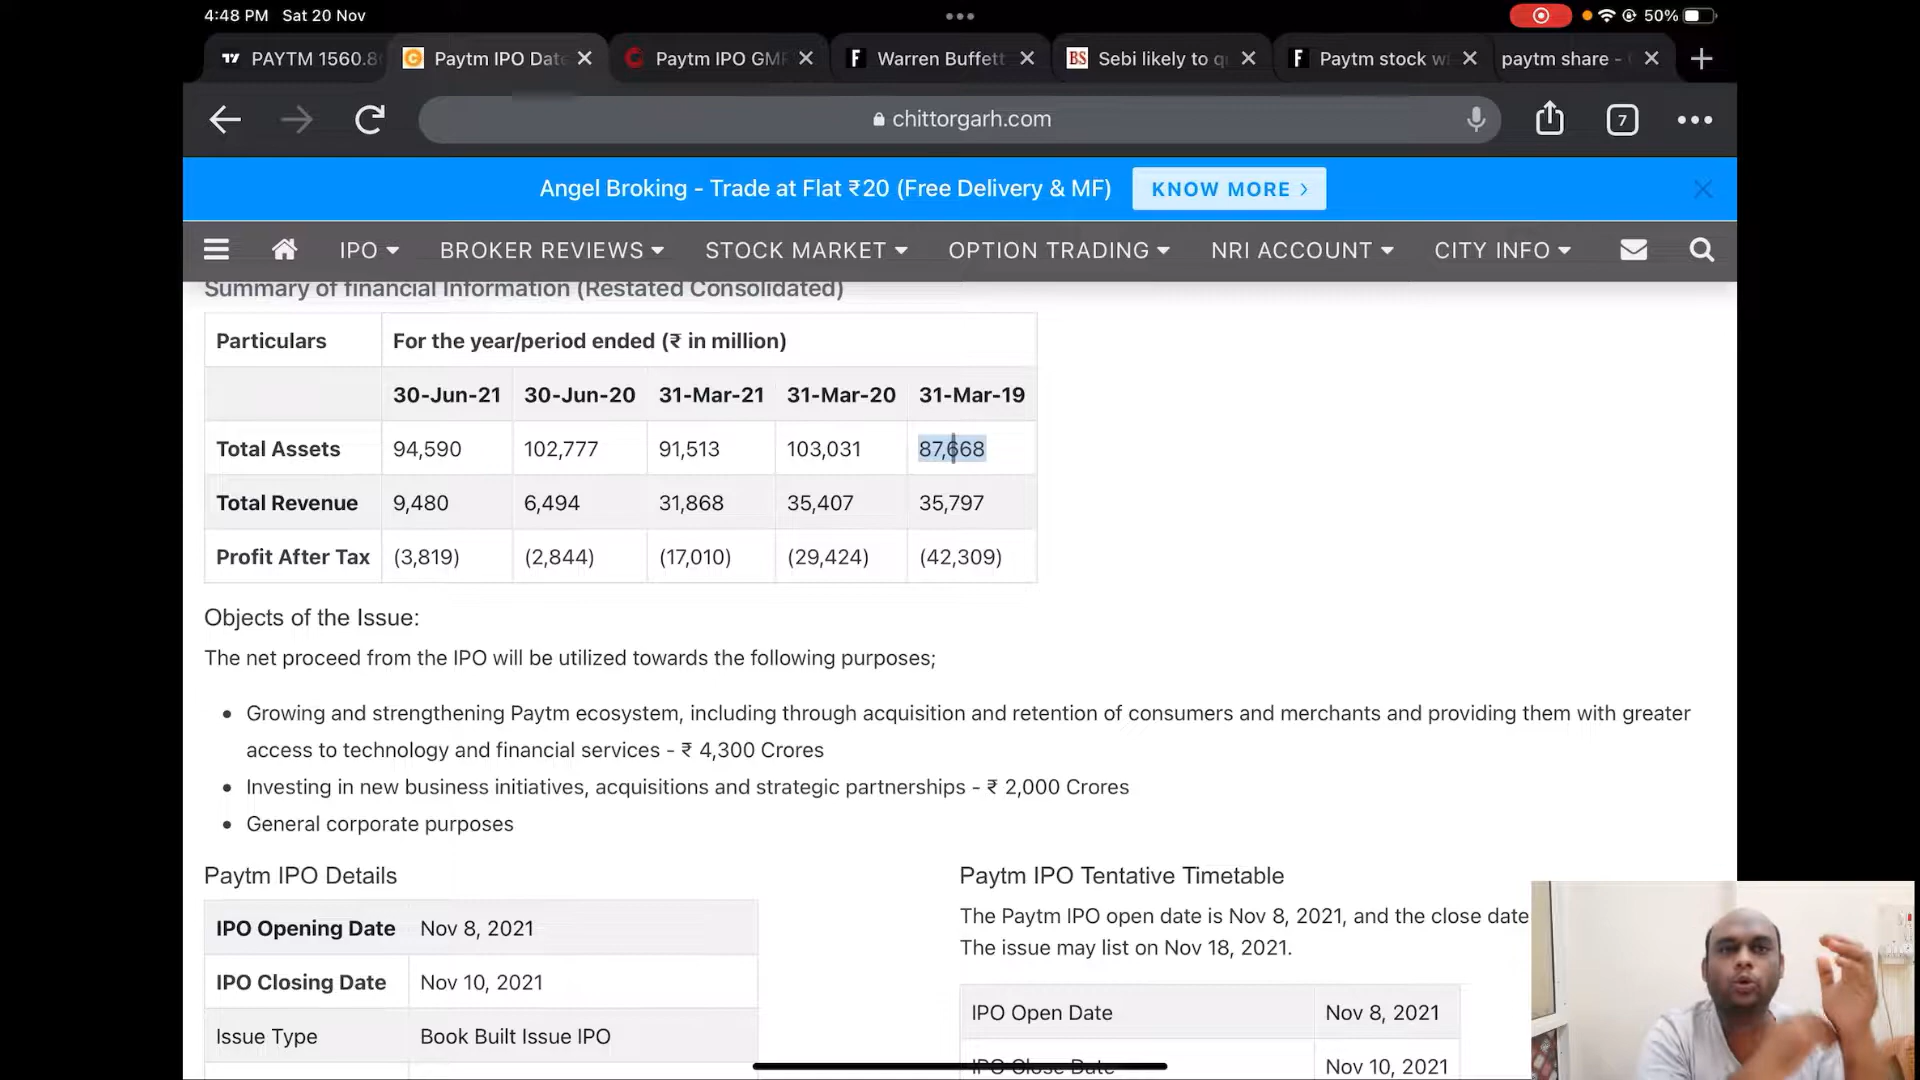 4:48 PM Sat 20 Nov
50%
PAYTM 1560.8
Paytm IPO Date
Paytm IPO GMP
Warren Buffett
BS Sebi likely to q
Paytm stock w
paytm share -
chittorgarh.com
7
Angel Broking - Trade at Flat ₹20 (Free Delivery & MF) KNOW MORE >
IPO BROKER REVIEWS STOCK MARKET OPTION TRADING NRI ACCOUNT CITY INFO
Summary of financial Information (Restated Consolidated)
Particulars For the year/period ended (₹ in million)
30-Jun-21 30-Jun-20 31-Mar-21 31-Mar-20 31-Mar-19
Total Assets 94,590 102,777 91,513 103,031 87,668
Total Revenue 9,480 6,494 31,868 35,407 35,797
Profit After Tax (3,819) (2,844) (17,010) (29,424) (42,309)
Objects of the Issue:
The net proceed from the IPO will be utilized towards the following purposes;
• Growing and strengthening Paytm ecosystem, including through acquisition and retention of consumers and merchants and providing them with greater
access to technology and financial services - ₹ 4,300 Crores
• Investing in new business initiatives, acquisitions and strategic partnerships - ₹ 2,000 Crores
• General corporate purposes
Paytm IPO Details
IPO Opening Date Nov 8, 2021
IPO Closing Date Nov 10, 2021
Issue Type Book Built Issue IPO
Paytm IPO Tentative Timetable
The Paytm IPO open date is Nov 8, 2021, and the close date
The issue may list on Nov 18, 2021.
IPO Open Date Nov 8, 2021
IPO Close Date Nov 10, 2021